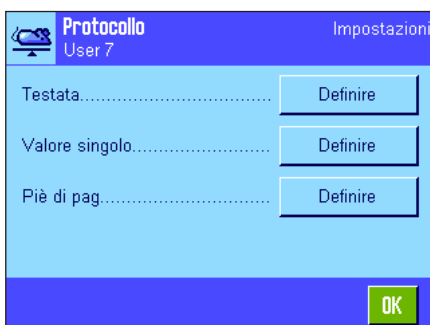 Protocollo Impostazioni
User 7
Testata.................................. Definire
Valore singolo........................ Definire
Piè di pag.............................. Definire
OK